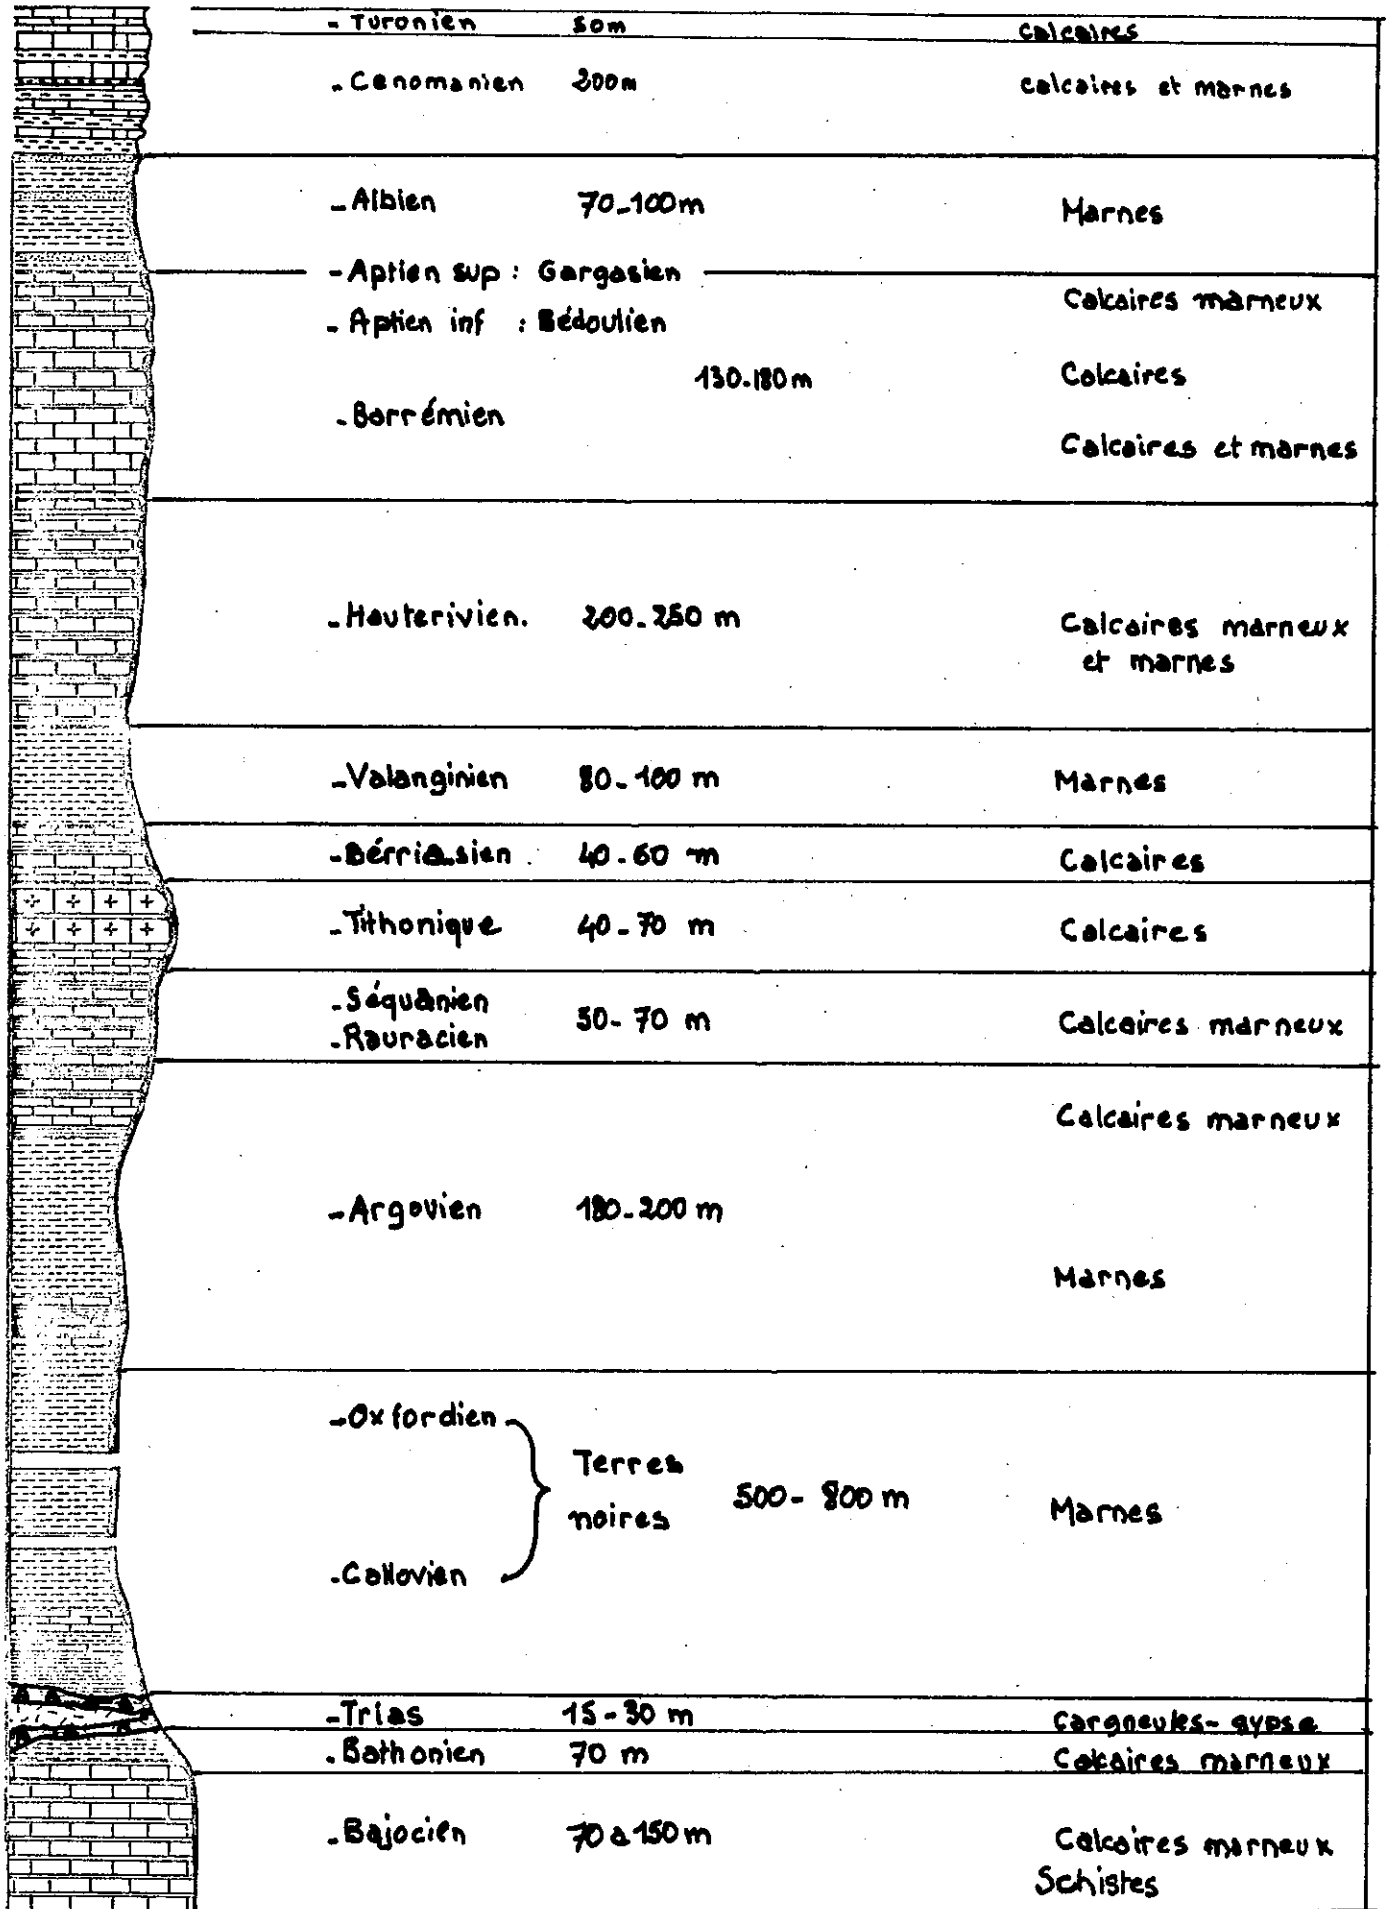 - Turonien 50m calcaires
- Cenomanien 200m calcaires et marnes
- Albien 70-100m Marnes
- Aptien sup : Gargasien
Calcaires marneux
- Aptien inf : Bédoulien
130-180m Calcaires
- Barrémien
Calcaires et marnes
- Hauterivien. 200-250 m Calcaires marneux
et marnes
- Valanginien 80-100 m Marnes
- Bérriasien 40-60 m Calcaires
- Tithonique 40-70 m Calcaires
- Séquanien
50-70 m Calcaires marneux
- Rauracien
Calcaires marneux
- Argovien 180-200 m
Marnes
- Oxfordien
Terres
500-800 m Marnes
noires
- Callovien
- Trias 15-30 m Cargneules-gypse
- Bathonien 70 m Calcaires marneux
- Bajocien 70 à 150m Calcaires marneux
Schistes